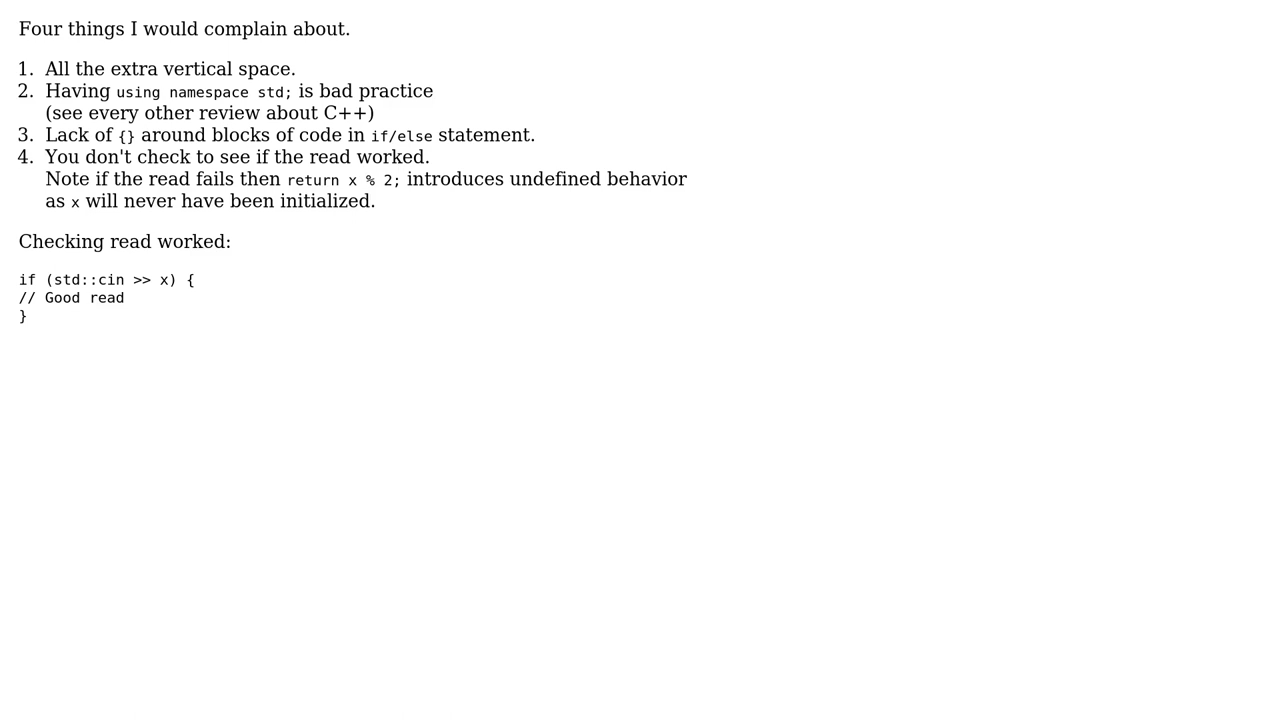 Four things I would complain about.
1. All the extra vertical space.
2. Having using namespace std; is bad practice
(see every other review about C++)
3. Lack of {} around blocks of code in if/else statement.
4. You don't check to see if the read worked.
Note if the read fails then return x % 2; introduces undefined behavior
as x will never have been initialized.
Checking read worked:
if (std::cin >> x) {
// Good read
}